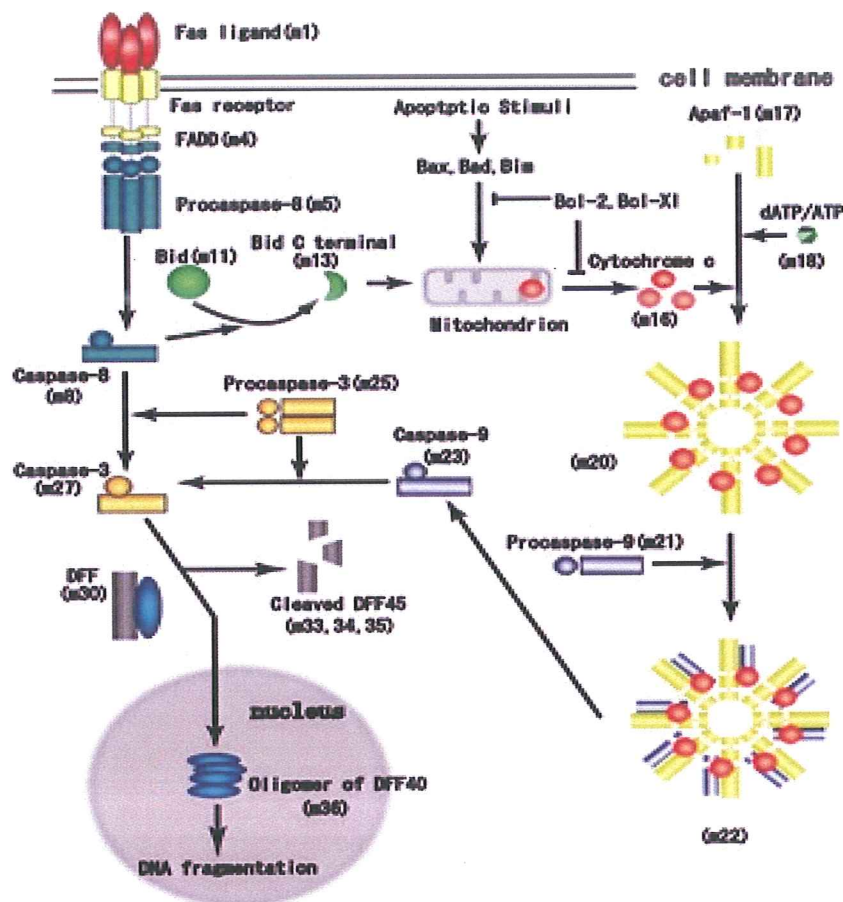 Fas ligand(m1)
cell membrane
Fas receptor
Apoptptio Stimuli
Apaf-1(m17)
FADD(m4)
Bax, Bad, Bim
Procaspase-8(m5)
Bcl-2, Bcl-Xl
dATP/ATP
(m18)
Bid(m11)
Bid C terminal
(m13)
Cytochrome c
(m16)
Mitochondrion
Caspase-8
(m8)
Procaspase-3(m25)
Caspase-9
(m23)
(m20)
Caspase-3
(m27)
Procaspase-9(m21)
DFF
(m30)
Cleaved DFF45
(m33, 34, 35)
nucleus
Oligomer of DFF40
(m36)
(m22)
DNA fragmentation